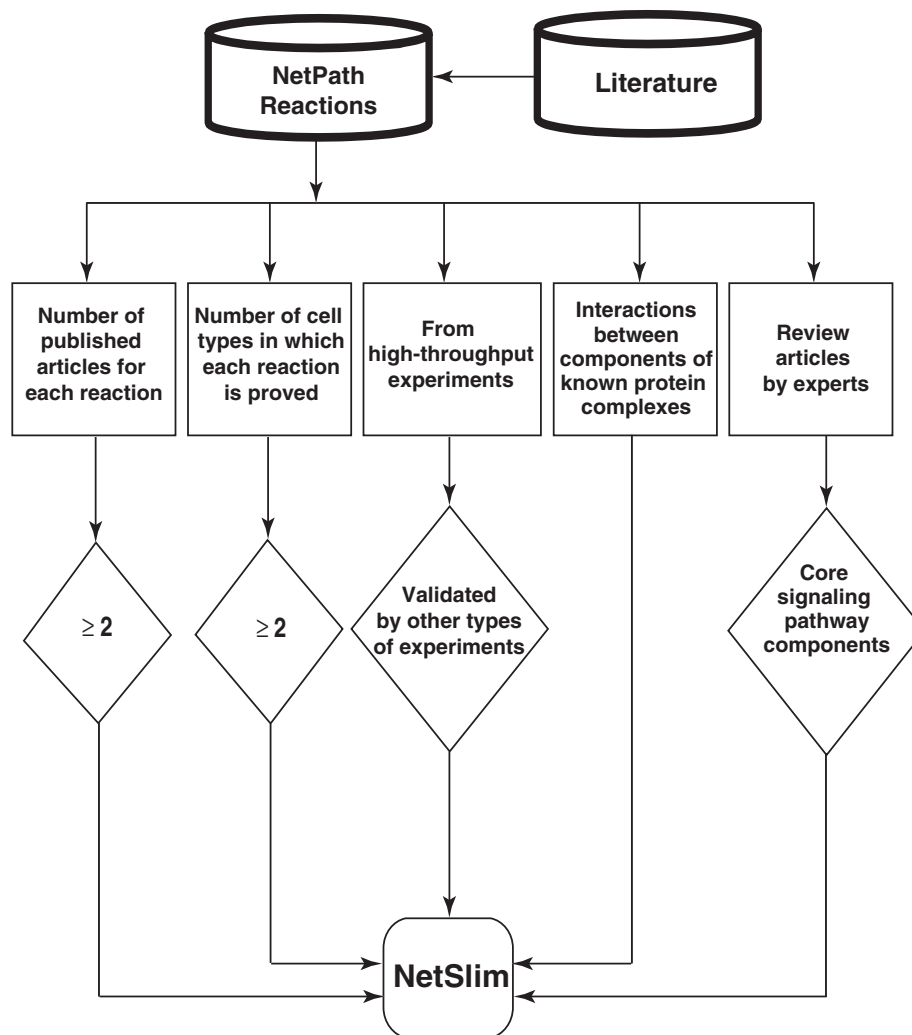 NetPath
Reactions
Literature
Number of
published
articles for
each reaction
Number of cell
types in which
each reaction
is proved
From
high-throughput
experiments
Interactions
between
components of
known protein
complexes
Review
articles
by experts
≥ 2
≥ 2
Validated
by other types
of experiments
Core
signaling
pathway
components
NetSlim